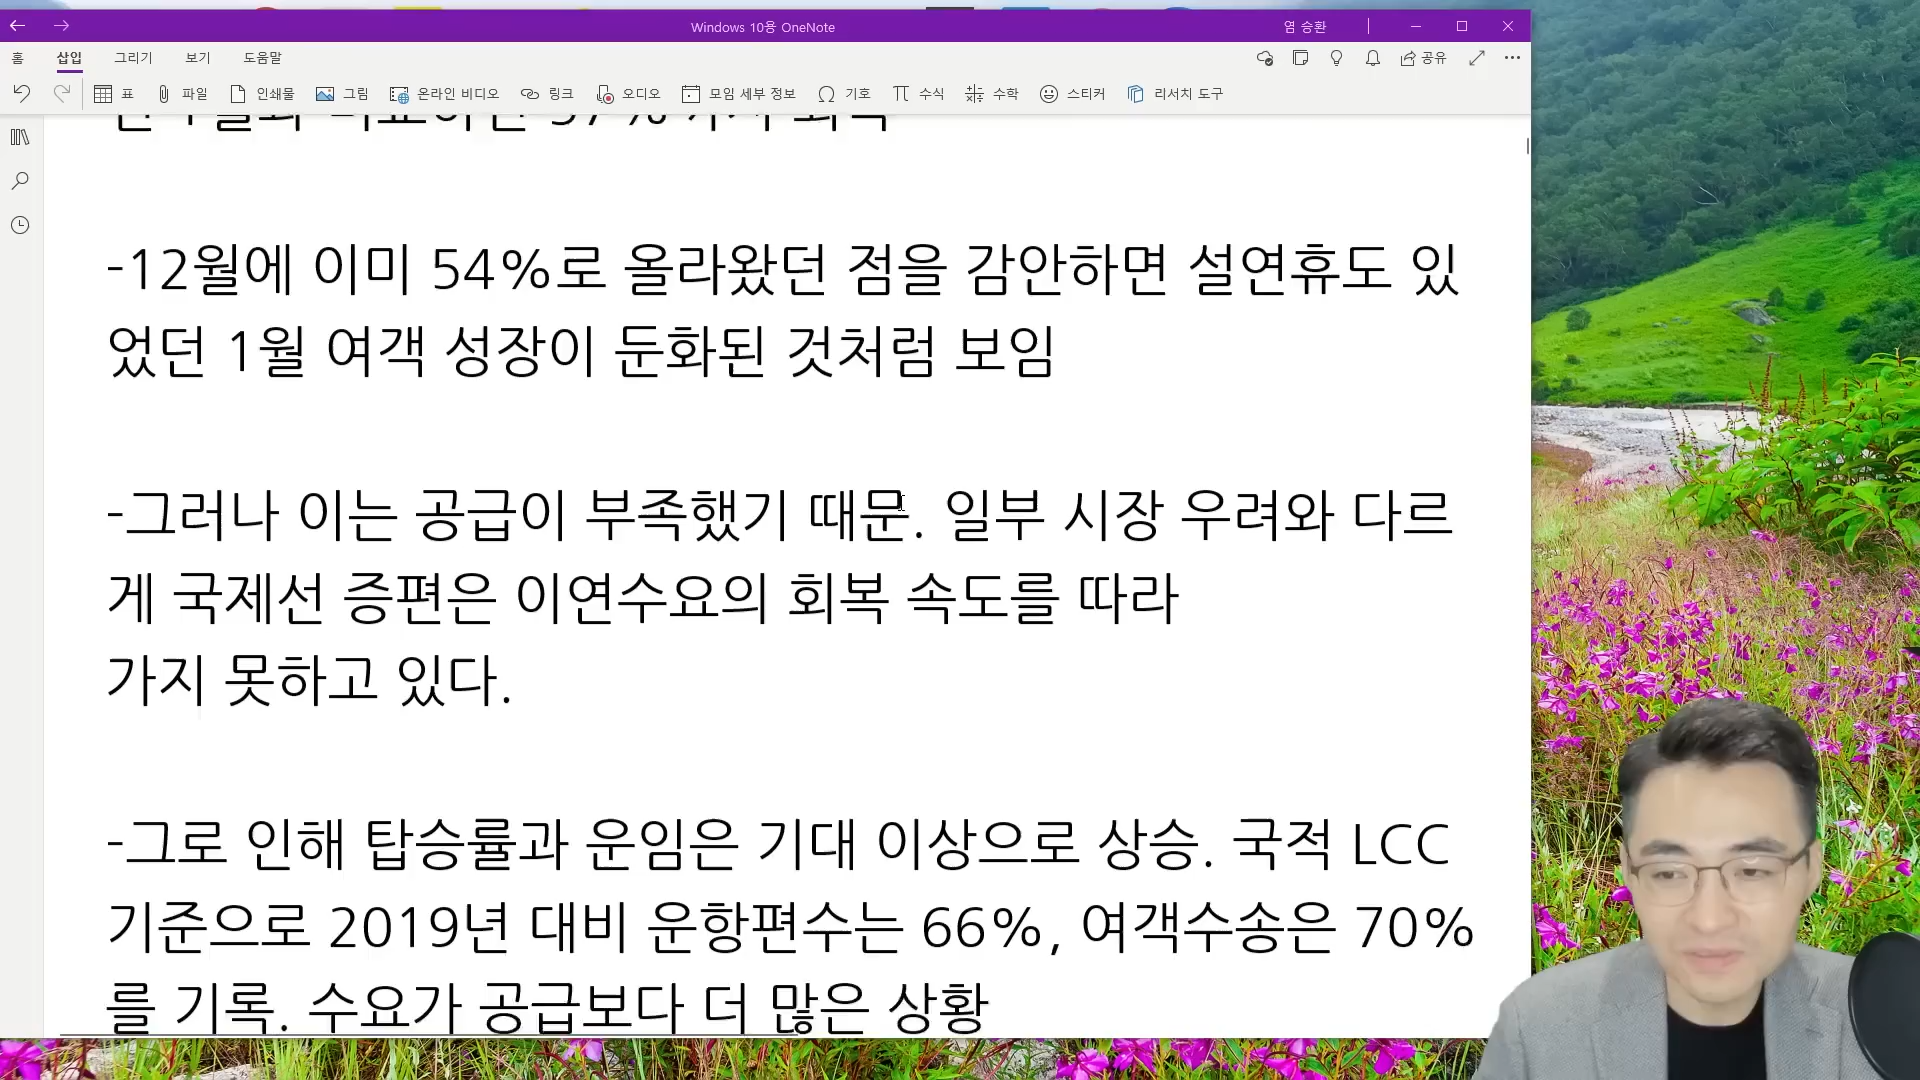 Windows 10용 OneNote
염 승환
홈 삽입 그리기 보기 도움말
공유
표 파일 인쇄물 그림 온라인 비디오 링크 오디오 모임 세부 정보 기호 수식 수학 스티커 리서치 도구
-12월에 이미 54%로 올라왔던 점을 감안하면 설연휴도 있
었던 1월 여객 성장이 둔화된 것처럼 보임
-그러나 이는 공급이 부족했기 때문. 일부 시장 우려와 다르
게 국제선 증편은 이연수요의 회복 속도를 따라
가지 못하고 있다.
-그로 인해 탑승률과 운임은 기대 이상으로 상승. 국적 LCC
기준으로 2019년 대비 운항편수는 66%, 여객수송은 70%
를 기록. 수요가 공급보다 더 많은 상황